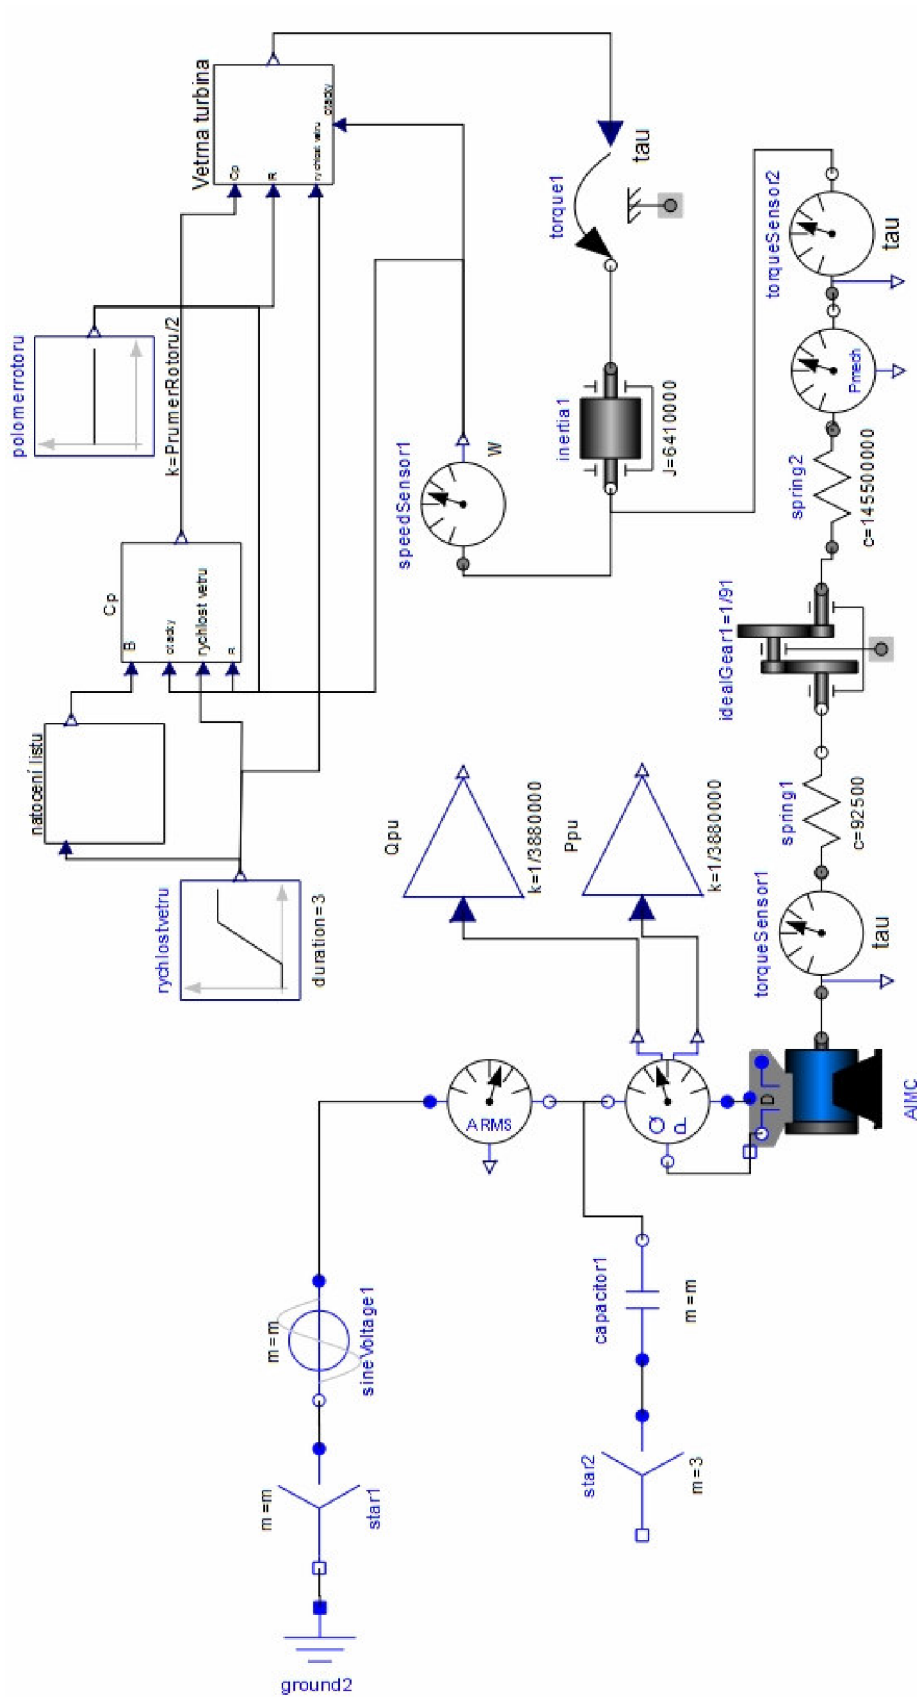 ground2
m=m
star1
m=m
sineVoltage1
star2
m=3
capacitor1
m=m
ARMS
Q
P
D
AIMC
rychlostvetru
duration=3
natocení listu
polomerrotoru
k=PrumerRotoru/2
Cp
B
otacky
rychlost vetru
R
Vetrna turbina
Cp
R
rychlost vetru
otacky
Qpu
k=1/3880000
Ppu
k=1/3880000
speedSensor1
w
torque1
tau
inertia1
J=6410000
torqueSensor1
tau
spring1
c=92500
idealGear1=1/91
spring2
c=145500000
Pmech
torqueSensor2
tau